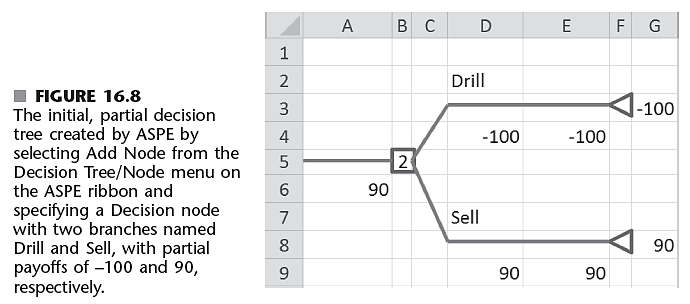 FIGURE 16.8
The initial, partial decision
tree created by ASPE by
selecting Add Node from the
Decision Tree/Node menu on
the ASPE ribbon and
specifying a Decision node
with two branches named
Drill and Sell, with partial
payoffs of –100 and 90,
respectively.
A B C D E F G
1
2 Drill
3 -100
4 -100 -100
5 2
6 90
7 Sell
8 90
9 90 90